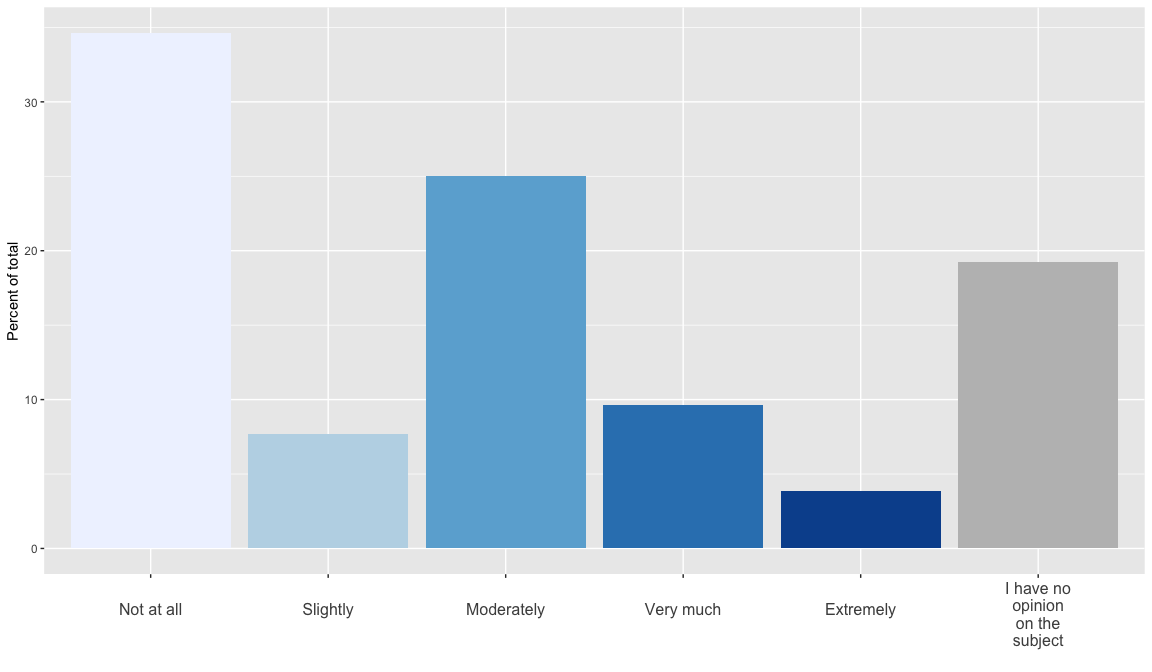 Percent of total
30
20
10
0
Not at all
Slightly
Moderately
Very much
Extremely
I have no
opinion
on the
subject